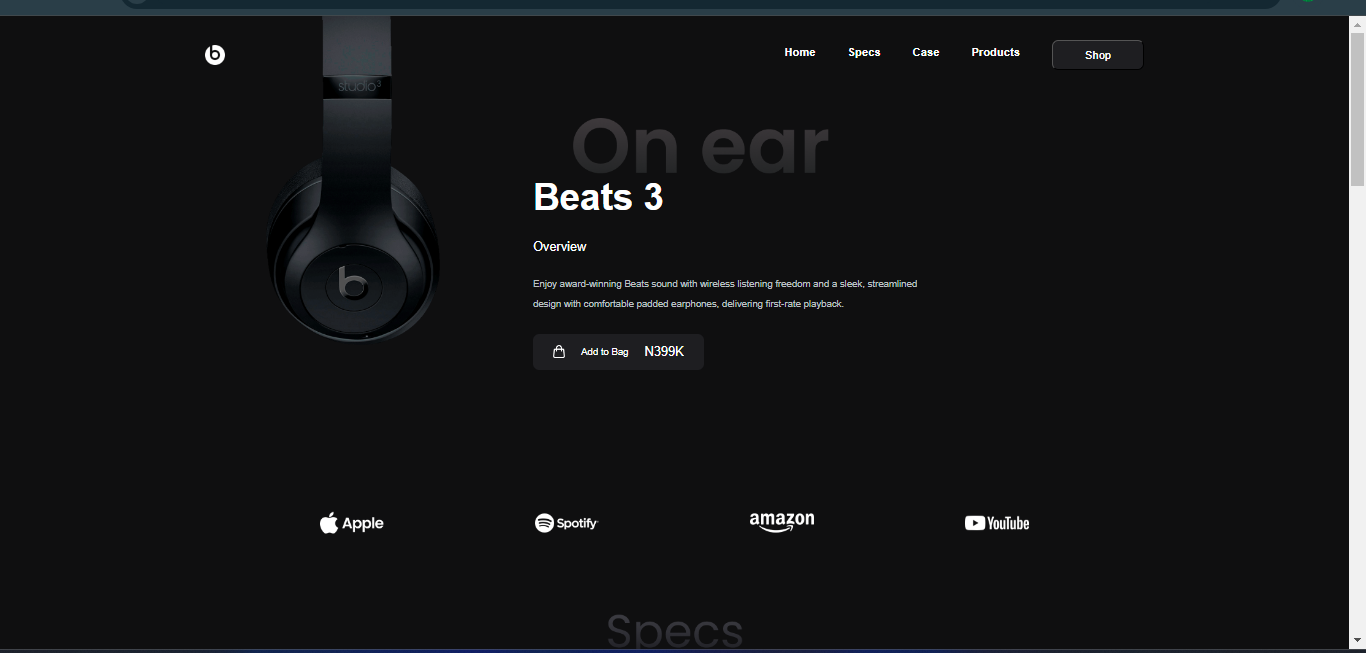 Home Specs Case Products Shop
studio3
On ear
Beats 3
Overview
Enjoy award-winning Beats sound with wireless listening freedom and a sleek, streamlined
design with comfortable padded earphones, delivering first-rate playback.
Add to Bag N399K
Apple Spotify amazon YouTube
Specs